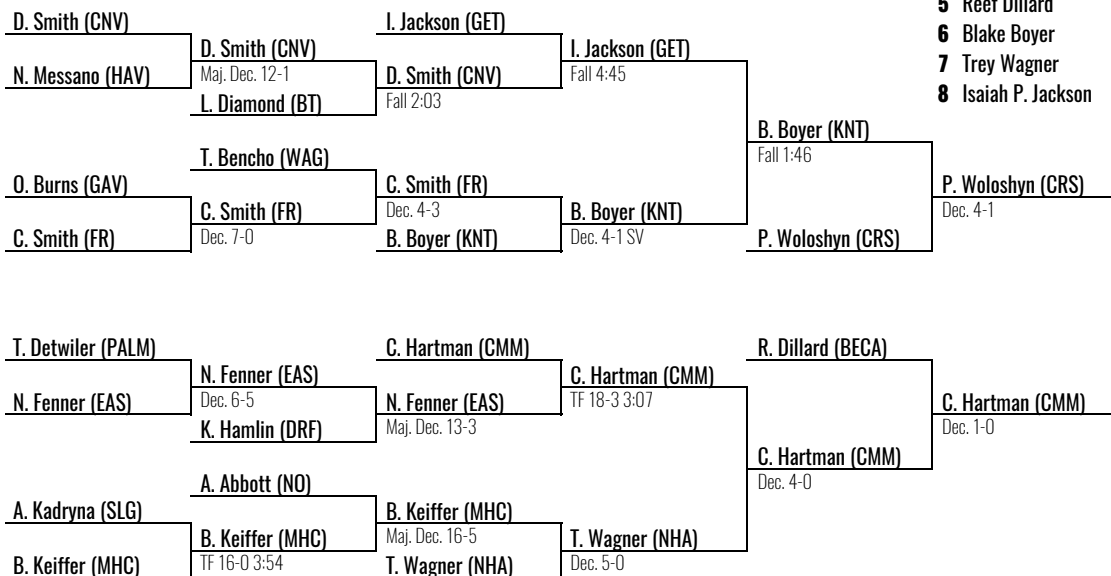 5 Reef Dillard
6 Blake Boyer
7 Trey Wagner
8 Isaiah P. Jackson
D. Smith (CNV)
N. Messano (HAV)
D. Smith (CNV)
Maj. Dec. 12-1
L. Diamond (BT)
I. Jackson (GET)
D. Smith (CNV)
Fall 2:03
I. Jackson (GET)
Fall 4:45
T. Bencho (WAG)
O. Burns (GAV)
C. Smith (FR)
C. Smith (FR)
Dec. 7-0
C. Smith (FR)
Dec. 4-3
B. Boyer (KNT)
B. Boyer (KNT)
Dec. 4-1 SV
B. Boyer (KNT)
Fall 1:46
P. Woloshyn (CRS)
P. Woloshyn (CRS)
Dec. 4-1
T. Detwiler (PALM)
N. Fenner (EAS)
N. Fenner (EAS)
Dec. 6-5
K. Hamlin (DRF)
C. Hartman (CMM)
N. Fenner (EAS)
Maj. Dec. 13-3
C. Hartman (CMM)
TF 18-3 3:07
A. Abbott (NO)
A. Kadryna (SLG)
B. Keiffer (MHC)
B. Keiffer (MHC)
TF 16-0 3:54
B. Keiffer (MHC)
Maj. Dec. 16-5
T. Wagner (NHA)
T. Wagner (NHA)
Dec. 5-0
R. Dillard (BECA)
C. Hartman (CMM)
Dec. 4-0
C. Hartman (CMM)
Dec. 1-0